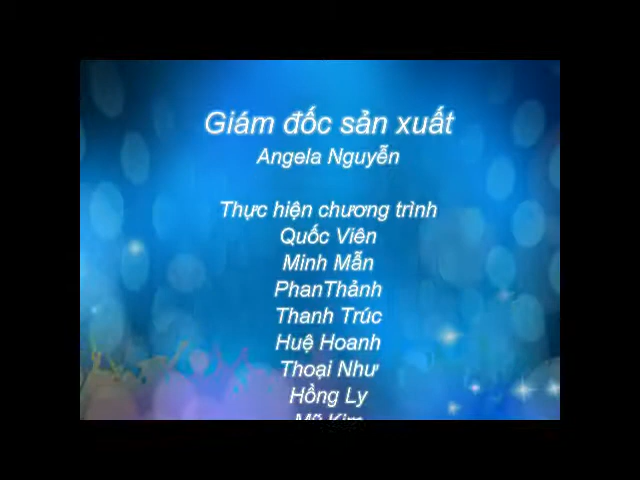 Giám đốc sản xuất
Angela Nguyễn
Thực hiện chương trình
Quốc Viên
Minh Mẫn
PhanThảnh
Thanh Trúc
Huệ Hoanh
Thoại Như
Hồng Ly